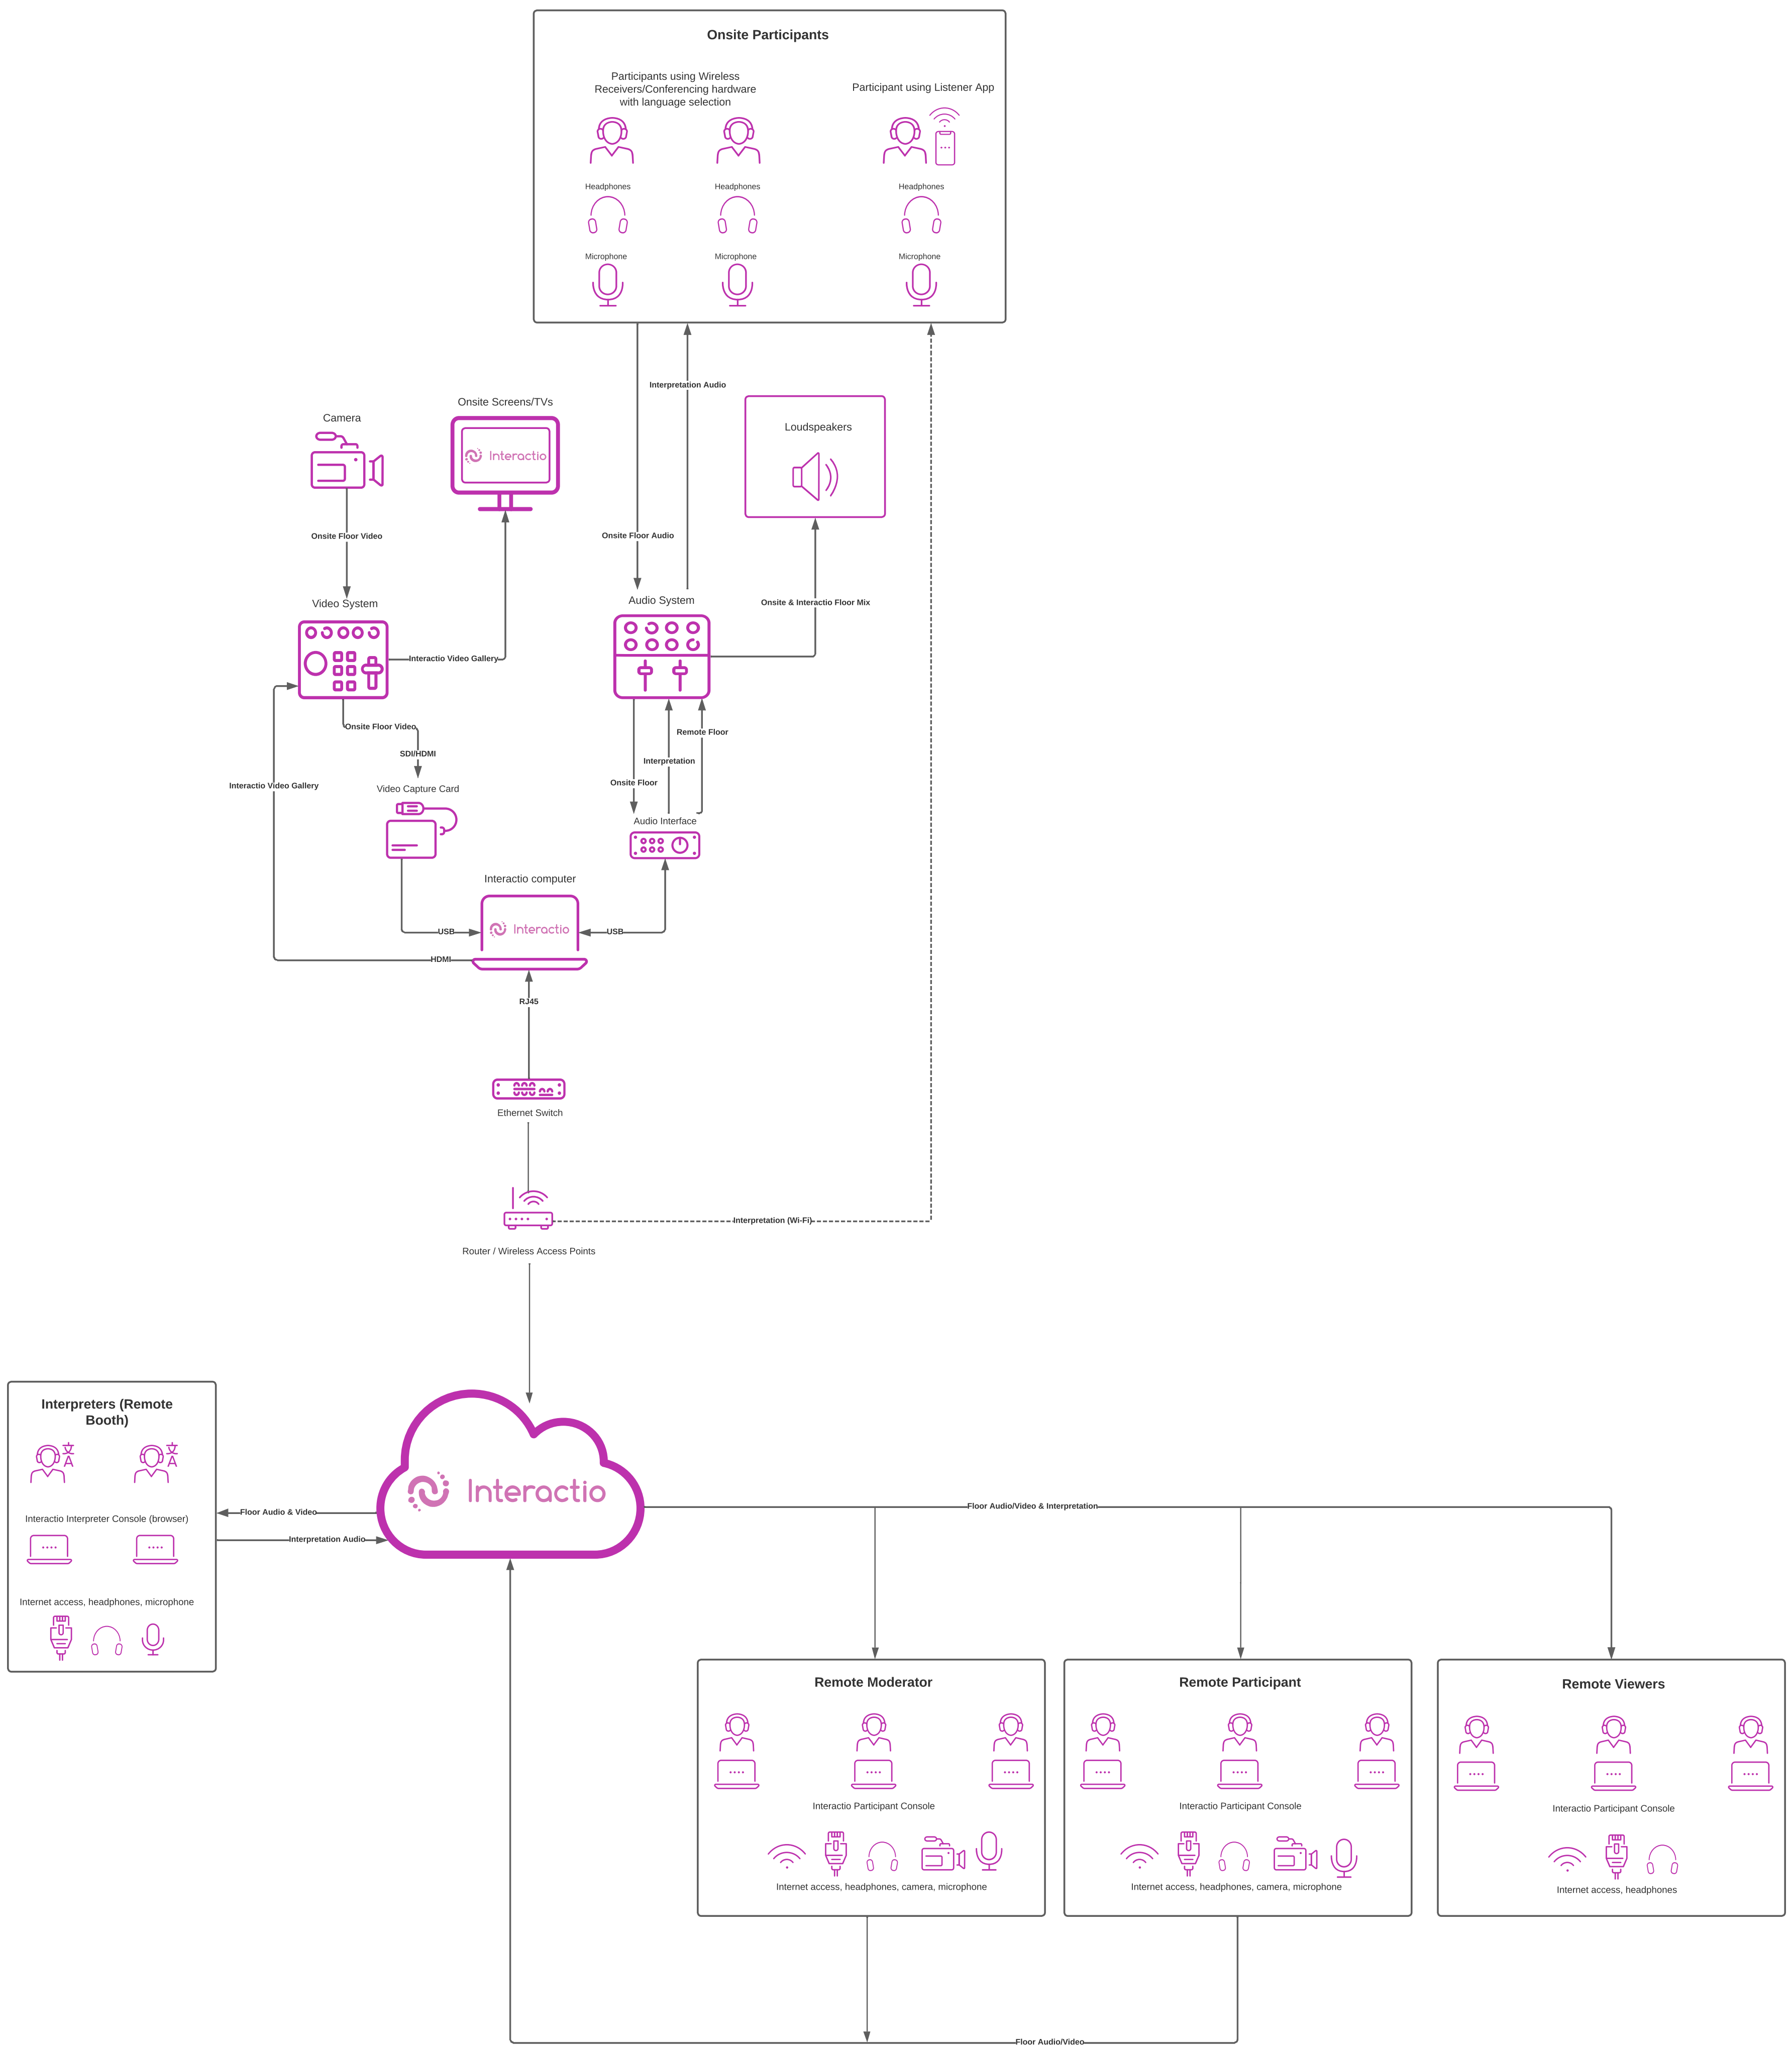 Onsite Participants
Participants using Wireless
Receivers/Conferencing hardware
with language selection
Participant using Listener App
Headphones
Headphones
Headphones
Microphone
Microphone
Microphone
Interpretation Audio
Onsite Screens/TVs
Camera
Interactio
Loudspeakers
Onsite Floor Video
Onsite Floor Audio
Video System
Audio System
Onsite & Interactio Floor Mix
Interactio Video Gallery
Onsite Floor Video
SDI/HDMI
Remote Floor
Interpretation
Onsite Floor
Interactio Video Gallery
Video Capture Card
Audio Interface
Interactio computer
Interactio
USB
USB
HDMI
RJ45
Ethernet Switch
Interpretation (Wi-Fi)
Router / Wireless Access Points
Interpreters (Remote
Booth)
文
A
文
A
Interactio Interpreter Console (browser)
Internet access, headphones, microphone
Floor Audio & Video
Interpretation Audio
Interactio
Floor Audio/Video & Interpretation
Remote Moderator
Interactio Participant Console
Internet access, headphones, camera, microphone
Remote Participant
Interactio Participant Console
Internet access, headphones, camera, microphone
Remote Viewers
Interactio Participant Console
Internet access, headphones
Floor Audio/Video